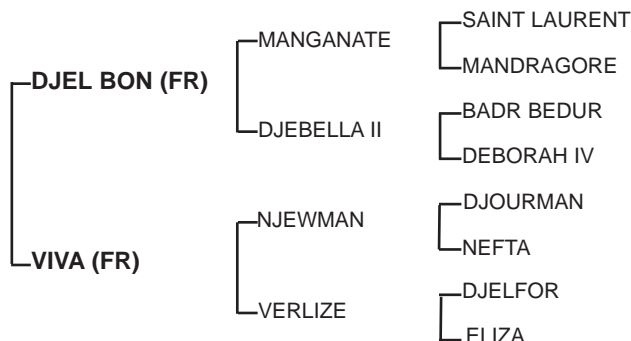 SAINT LAURENT
MANGANATE
MANDRAGORE
DJEL BON (FR)
BADR BEDUR
DJEBELLA II
DEBORAH IV
DJOURMAN
NJEWMAN
NEFTA
VIVA (FR)
DJELFOR
VERLIZE
ELIZA